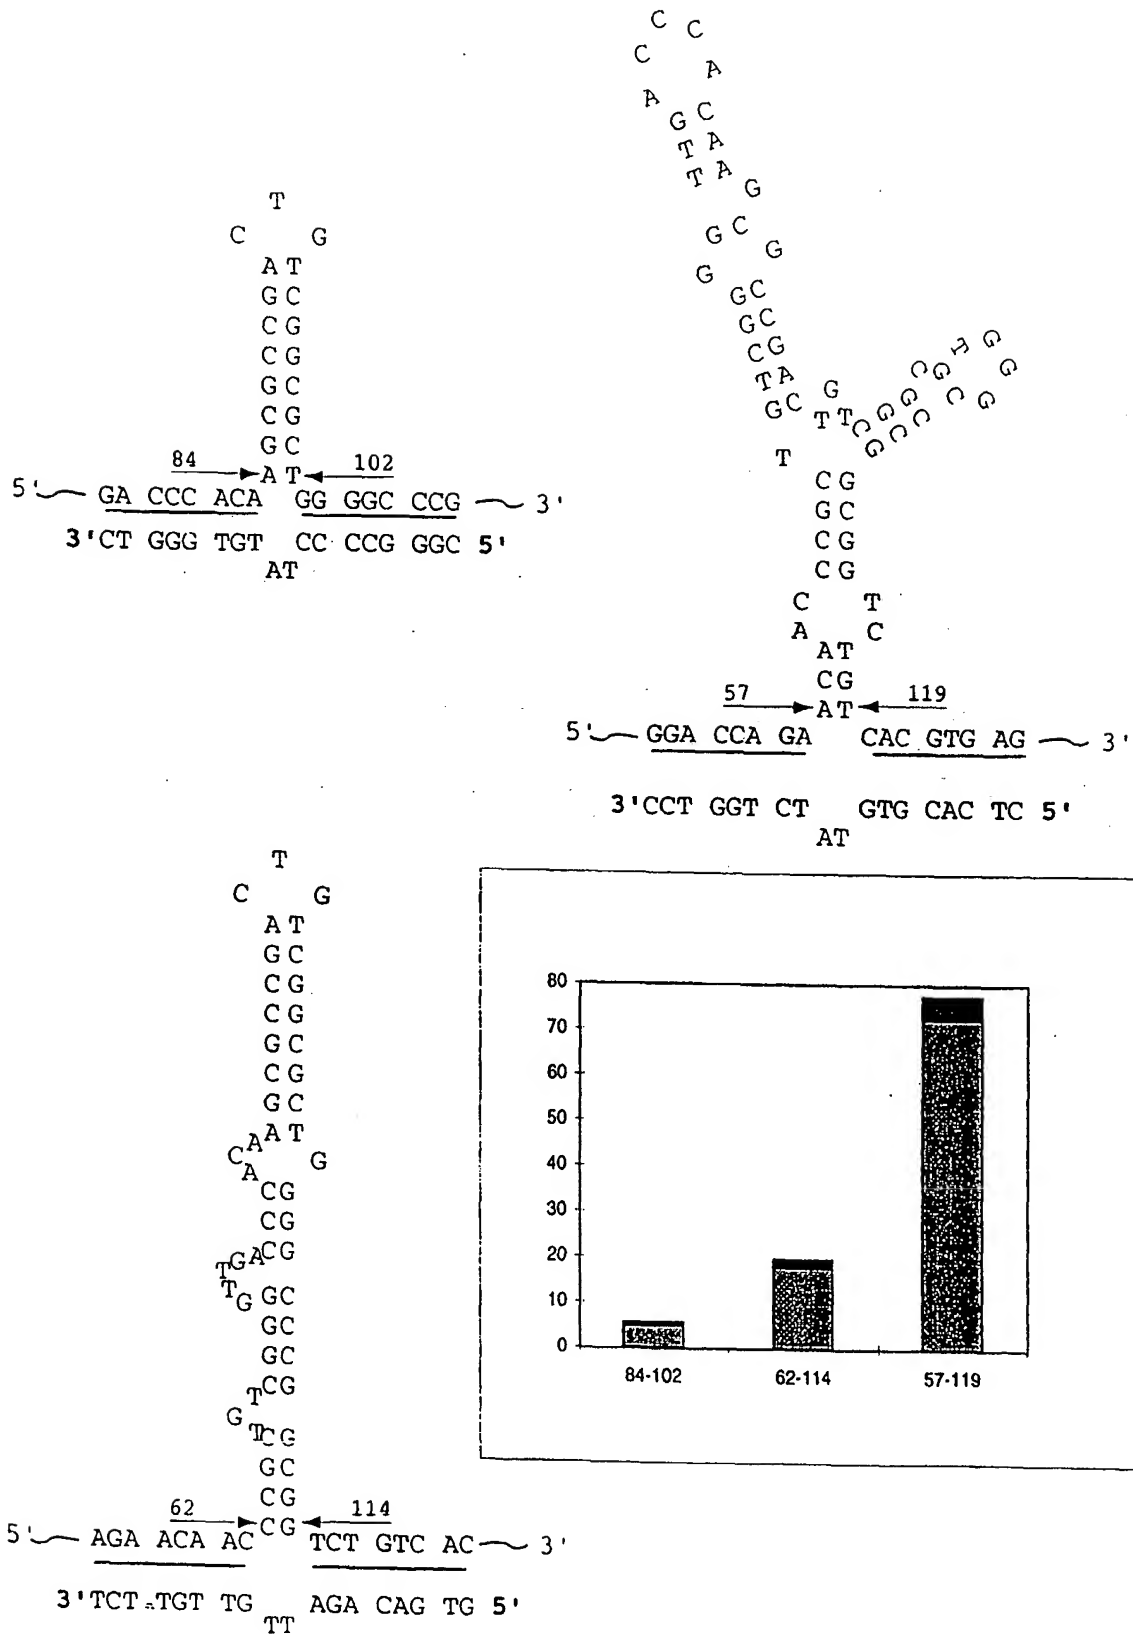 T
C G
A T
G C
C G
C G
G C
C G
G C
84 A T 102
5' GA CCC ACA GG GGC CCG 3'
3'CT GGG TGT CC CCG GGC 5'
AT
C C
C A
A
G C
T A
T A
G
G C
G G
G C
G C
C G
T A
G C
T
G
T T
C G
G C
G C
C G
C G
T
G
G
G
C G
G C
C G
C G
C T
A C
A T
C G
57 A T 119
5' GGA CCA GA CAC GTG AG 3'
3'CCT GGT CT GTG CAC TC 5'
AT
T
C G
A T
G C
C G
C G
G C
C G
G C
A A T
C A G
C G
C G
G A C G
T T G G C
G C
C G
T C G
G T C G
G C
C G
62 C G 114
5' AGA ACA AC TCT GTC AC 3'
3'TCT TGT TG AGA CAG TG 5'
TT
80
70
60
50
40
30
20
10
0
84-102 62-114 57-119